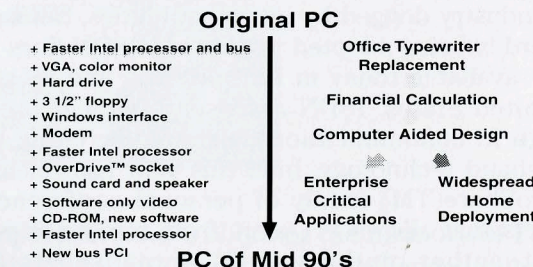 Original PC
+ Faster Intel processor and bus
+ VGA, color monitor
+ Hard drive
+ 3 1/2" floppy
+ Windows interface
+ Modem
+ Faster Intel processor
+ OverDrive™ socket
+ Sound card and speaker
+ Software only video
+ CD-ROM, new software
+ Faster Intel processor
+ New bus PCI
Office Typewriter
Replacement
Financial Calculation
Computer Aided Design
Enterprise
Critical
Applications
Widespread
Home
Deployment
PC of Mid 90's